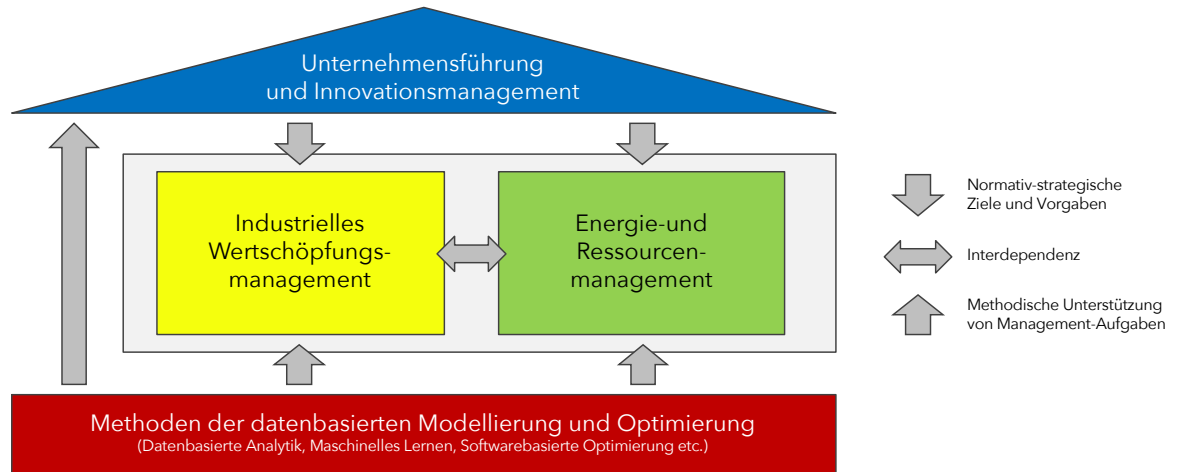 Unternehmensführung
und Innovationsmanagement
Industrielles
Wertschöpfungs-
management
Energie-und
Ressourcen-
management
Normativ-strategische
Ziele und Vorgaben
Interdependenz
Methodische Unterstützung
von Management-Aufgaben
Methoden der datenbasierten Modellierung und Optimierung
(Datenbasierte Analytik, Maschinelles Lernen, Softwarebasierte Optimierung etc.)